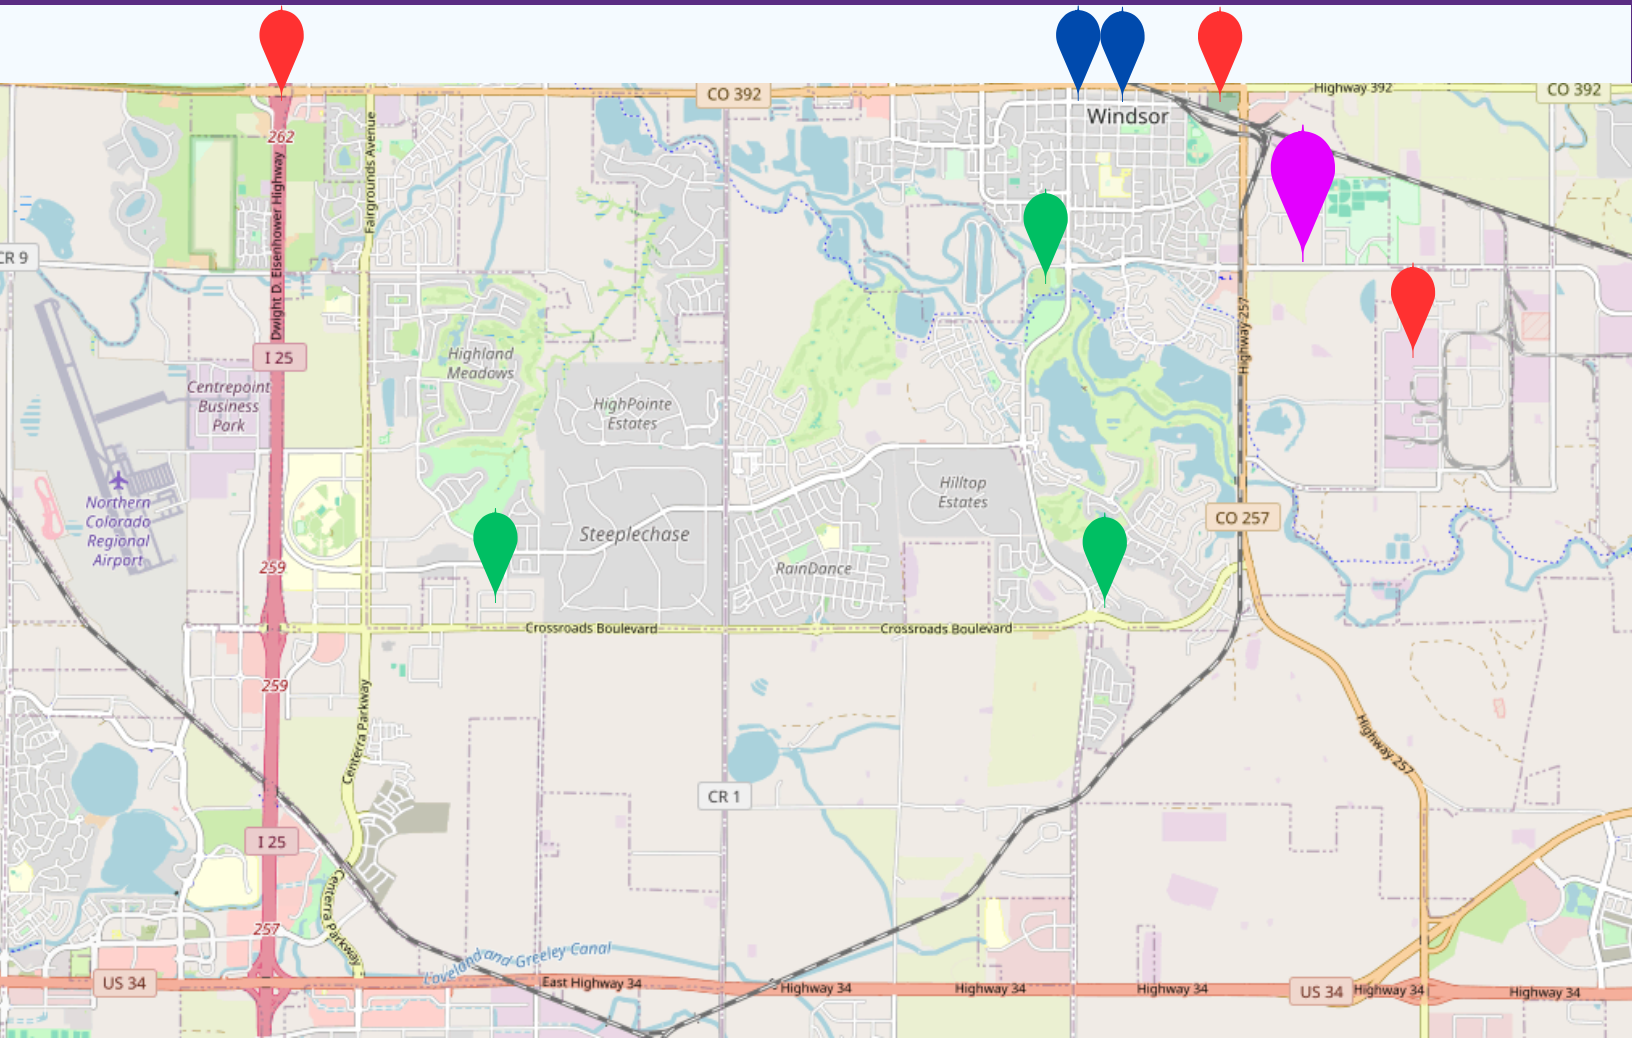 Highway 392
CO 392
CO 392
Windsor
262
Dwight D. Eisenhower Highway
Fairgrounds Avenue
CR 9
Highway 257
I 25
Highland
Meadows
Centrepoint
Business
Park
HighPointe
Estates
Hilltop
Estates
Northern
Colorado
Regional
Airport
CO 257
Steeplechase
259
RainDance
Crossroads Boulevard
Crossroads Boulevard
259
Centerra Parkway
Highway 257
CR 1
I 25
Centerra Parkway
257
Loveland and Greeley Canal
US 34
East Highway 34
Highway 34
Highway 34
Highway 34
US 34
Highway 34
Highway 34